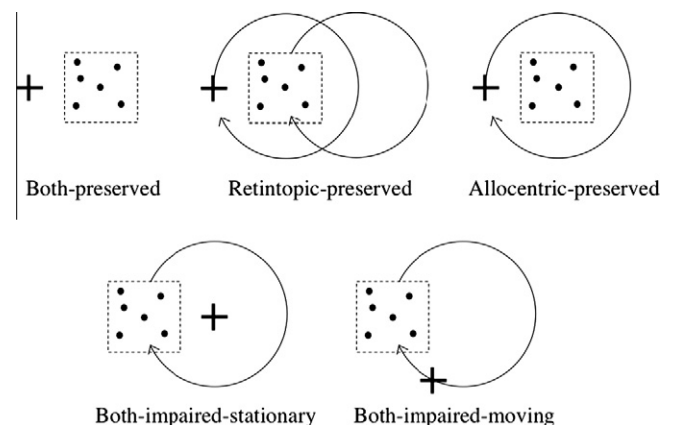 Both-preserved
Retintopic-preserved
Allocentric-preserved
Both-impaired-stationary
Both-impaired-moving